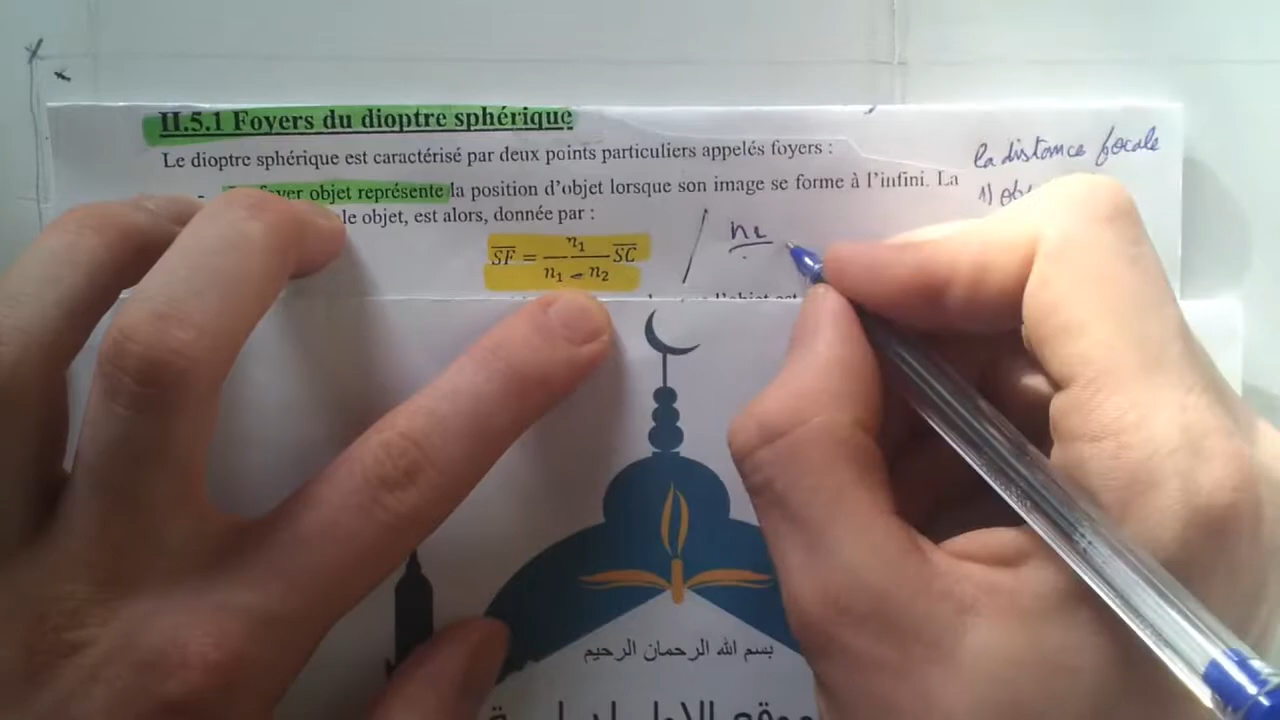 II.5.1 Foyers du dioptre sphérique
Le dioptre sphérique est caractérisé par deux points particuliers appelés foyers :
la distance focale
objet représente la position d'objet lorsque son image se forme à l'infini. La
1)
objet, est alors, donnée par :
SF = n1 / (n1 - n2) SC
/
بسم الله الرحمان الرحيم